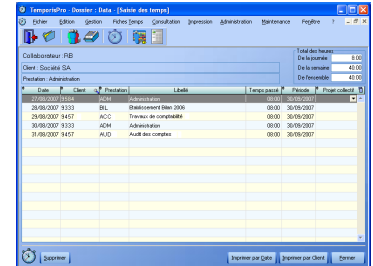 TemporisPro - Dossier : Data - [Saisie des temps]
Fichier Edition Gestion Fiches Temps Consultation Impression Administration Maintenance Fenêtre ?
Total des heures
Collaborateur :RB
De la journée 8:00
Client : Société SA
De la semaine 40:00
Prestation : Administration
De l'ensemble 40:00
Date Client Prestation Libellé Temps passé Période Projet collectif
27/08/2007 9504 ADM Administration 08:00 30/09/2007
28/08/2007 9333 BIL Etablissement Bilan 2006 08:00 30/09/2007
29/08/2007 9457 ACC Travaux de comptabilité 08:00 30/09/2007
30/08/2007 9333 ADM Administration 08:00 30/09/2007
31/08/2007 9457 AUD Audit des comptes 08:00 30/09/2007
Supprimer Imprimer par Date Imprimer par Client Fermer